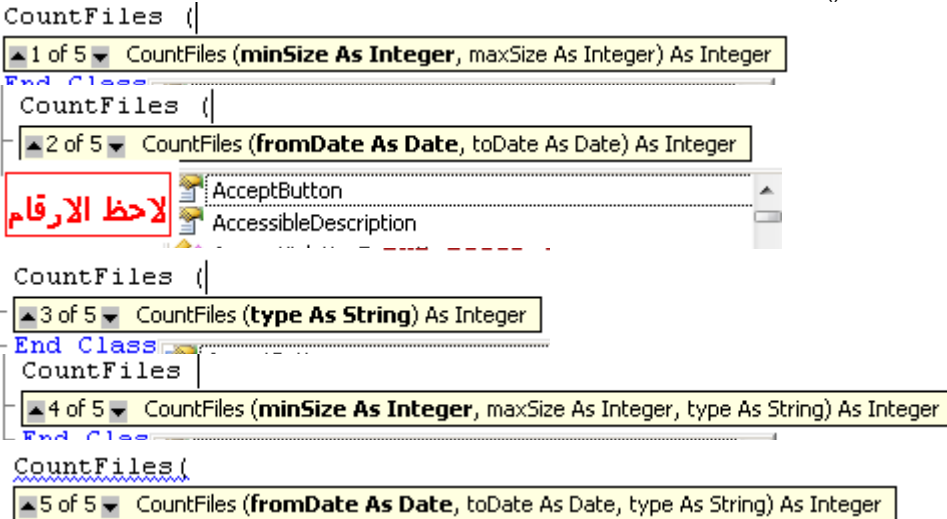 ()
CountFiles (
1 of 5 CountFiles (minSize As Integer, maxSize As Integer) As Integer
End Class
CountFiles (
2 of 5 CountFiles (fromDate As Date, toDate As Date) As Integer
لاحظ الارقام
AcceptButton
AccessibleDescription
CountFiles (
3 of 5 CountFiles (type As String) As Integer
End Class
CountFiles
4 of 5 CountFiles (minSize As Integer, maxSize As Integer, type As String) As Integer
End Clas
CountFiles(
5 of 5 CountFiles (fromDate As Date, toDate As Date, type As String) As Integer